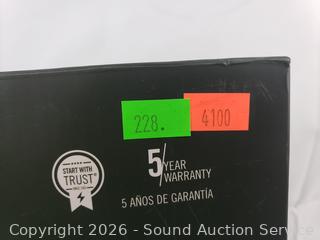 228.
4100
START WITH
TRUST®
5/YEAR
WARRANTY
5 AÑOS DE GARANTÍA
Copyright 2026 - Sound Auction Service